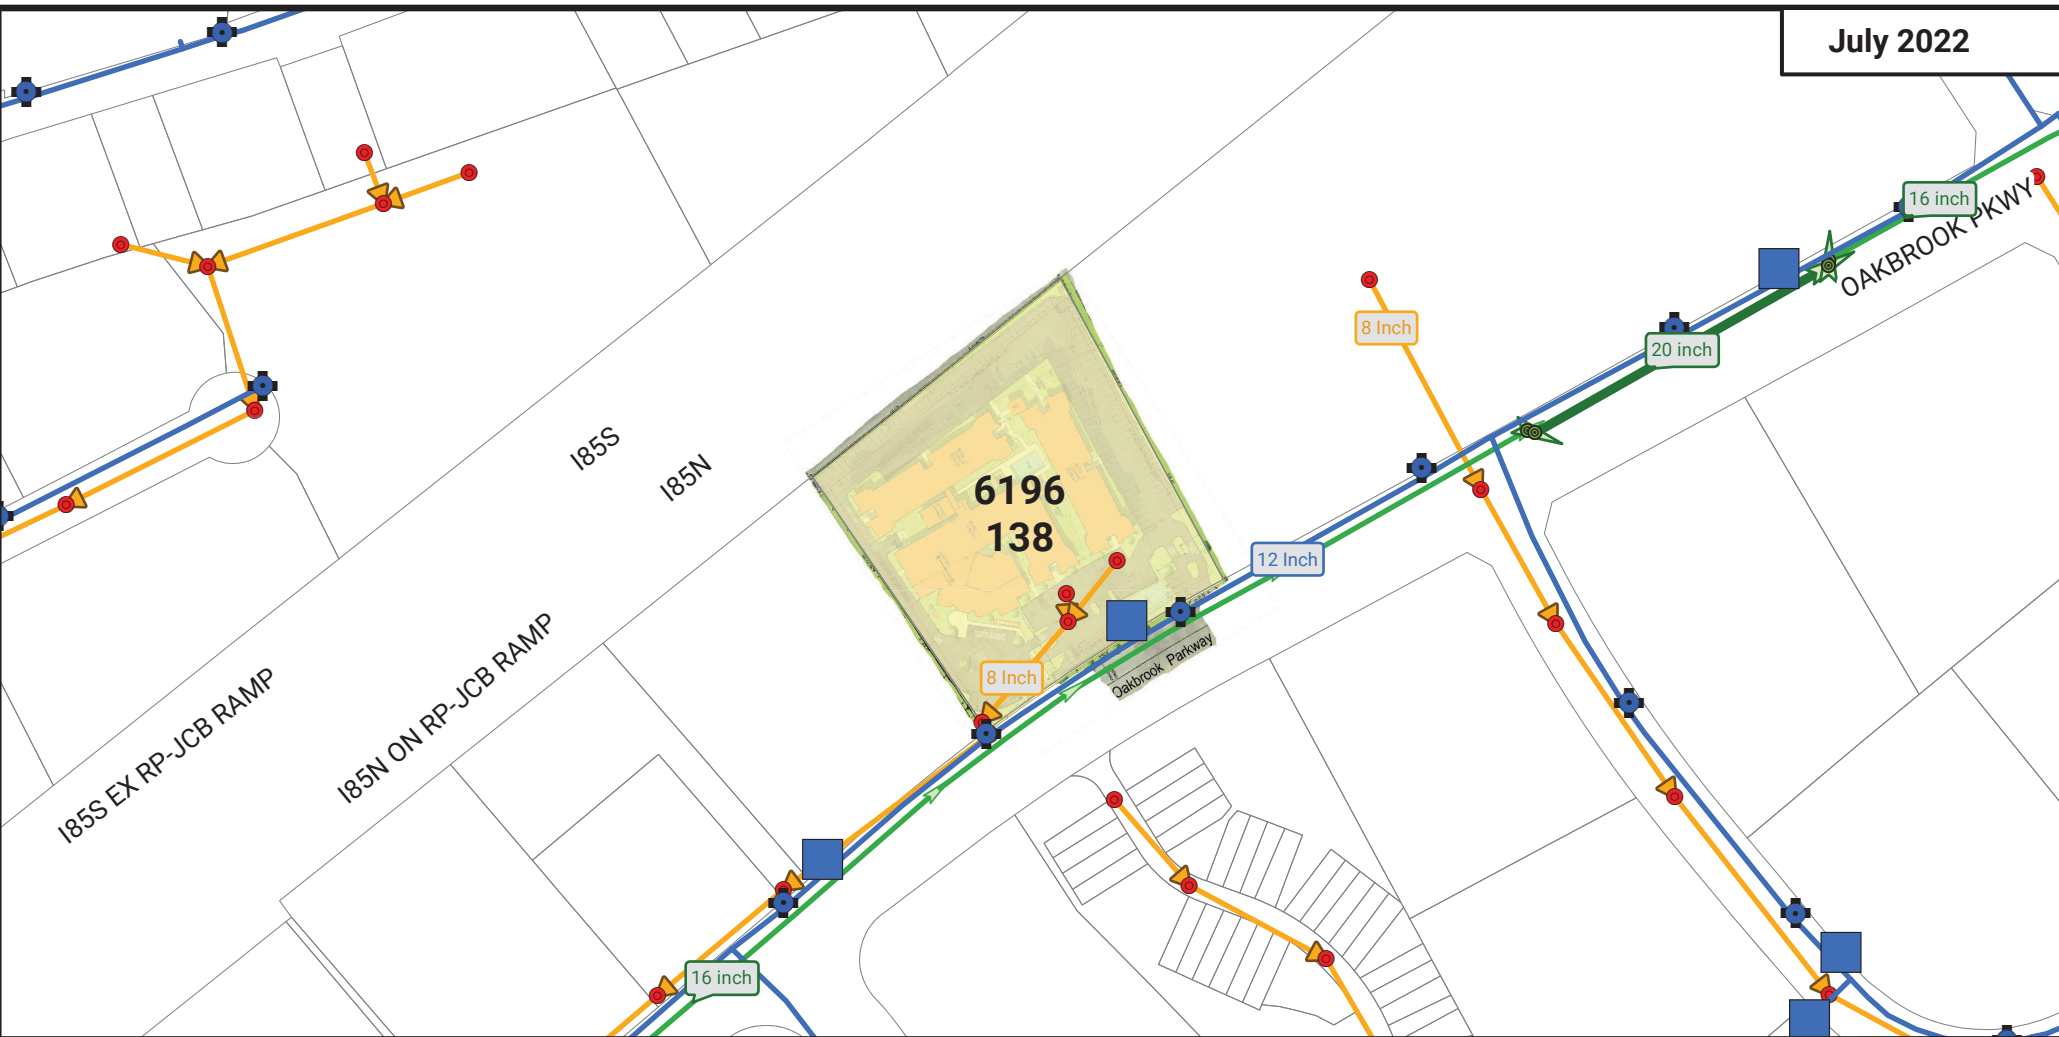 July 2022
16 inch
OAKBROOK PKWY
8 Inch
20 inch
I85S
I85N
6196
138
12 Inch
Oakbrook Parkway
8 Inch
I85S EX RP-JCB RAMP
I85N ON RP-JCB RAMP
16 inch